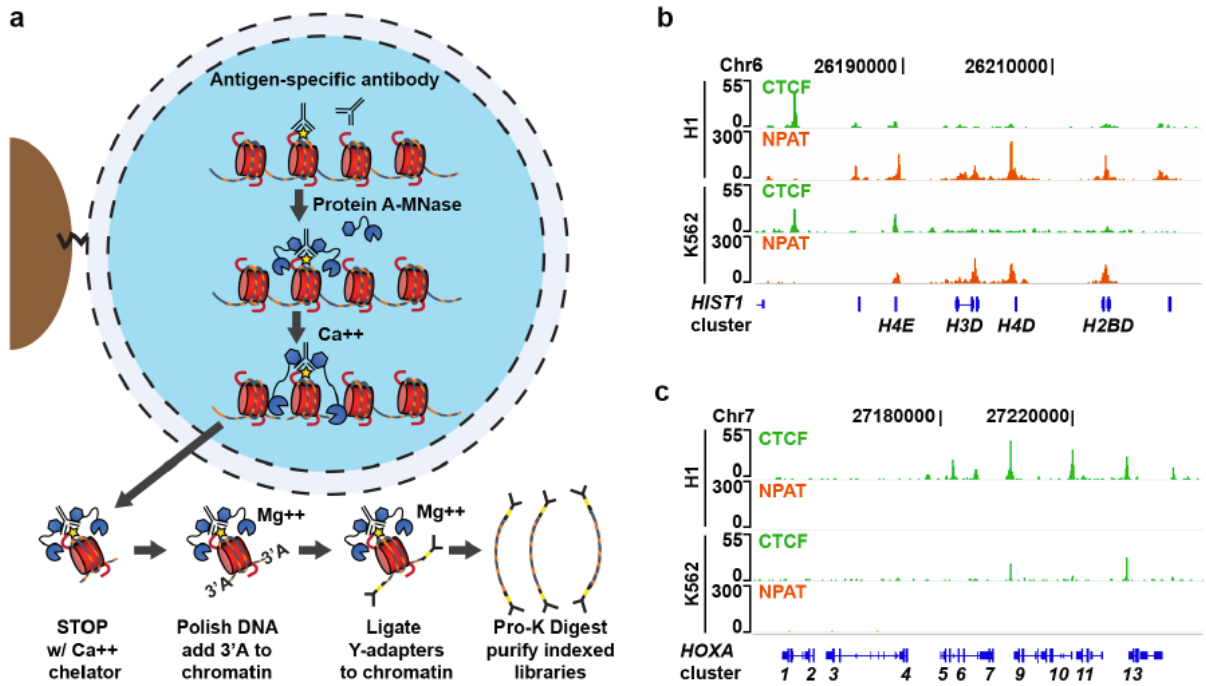 a
Antigen-specific antibody
Protein A-MNase
Ca++
Mg++
Mg++
3'A
3'A
STOP
w/ Ca++
chelator
Polish DNA
add 3'A to
chromatin
Ligate
Y-adapters
to chromatin
Pro-K Digest
purify indexed
libraries
b
Chr6 26190000 26210000
H1
55 CTCF
0
300 NPAT
0
K562
55 CTCF
0
300 NPAT
0
HIST1
cluster H4E H3D H4D H2BD
c
Chr7 27180000 27220000
H1
55 CTCF
0
300 NPAT
0
K562
55 CTCF
0
300 NPAT
0
HOXA
cluster 1 2 3 4 5 6 7 9 10 11 13